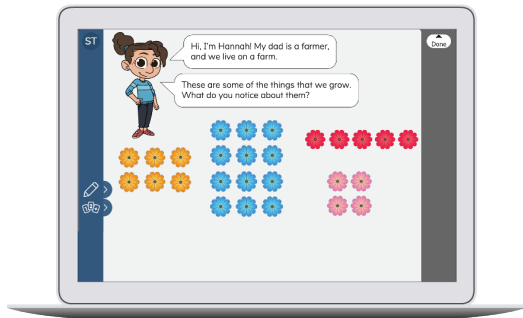 ST
Hi, I'm Hannah! My dad is a farmer,
and we live on a farm.
Done
These are some of the things that we grow.
What do you notice about them?